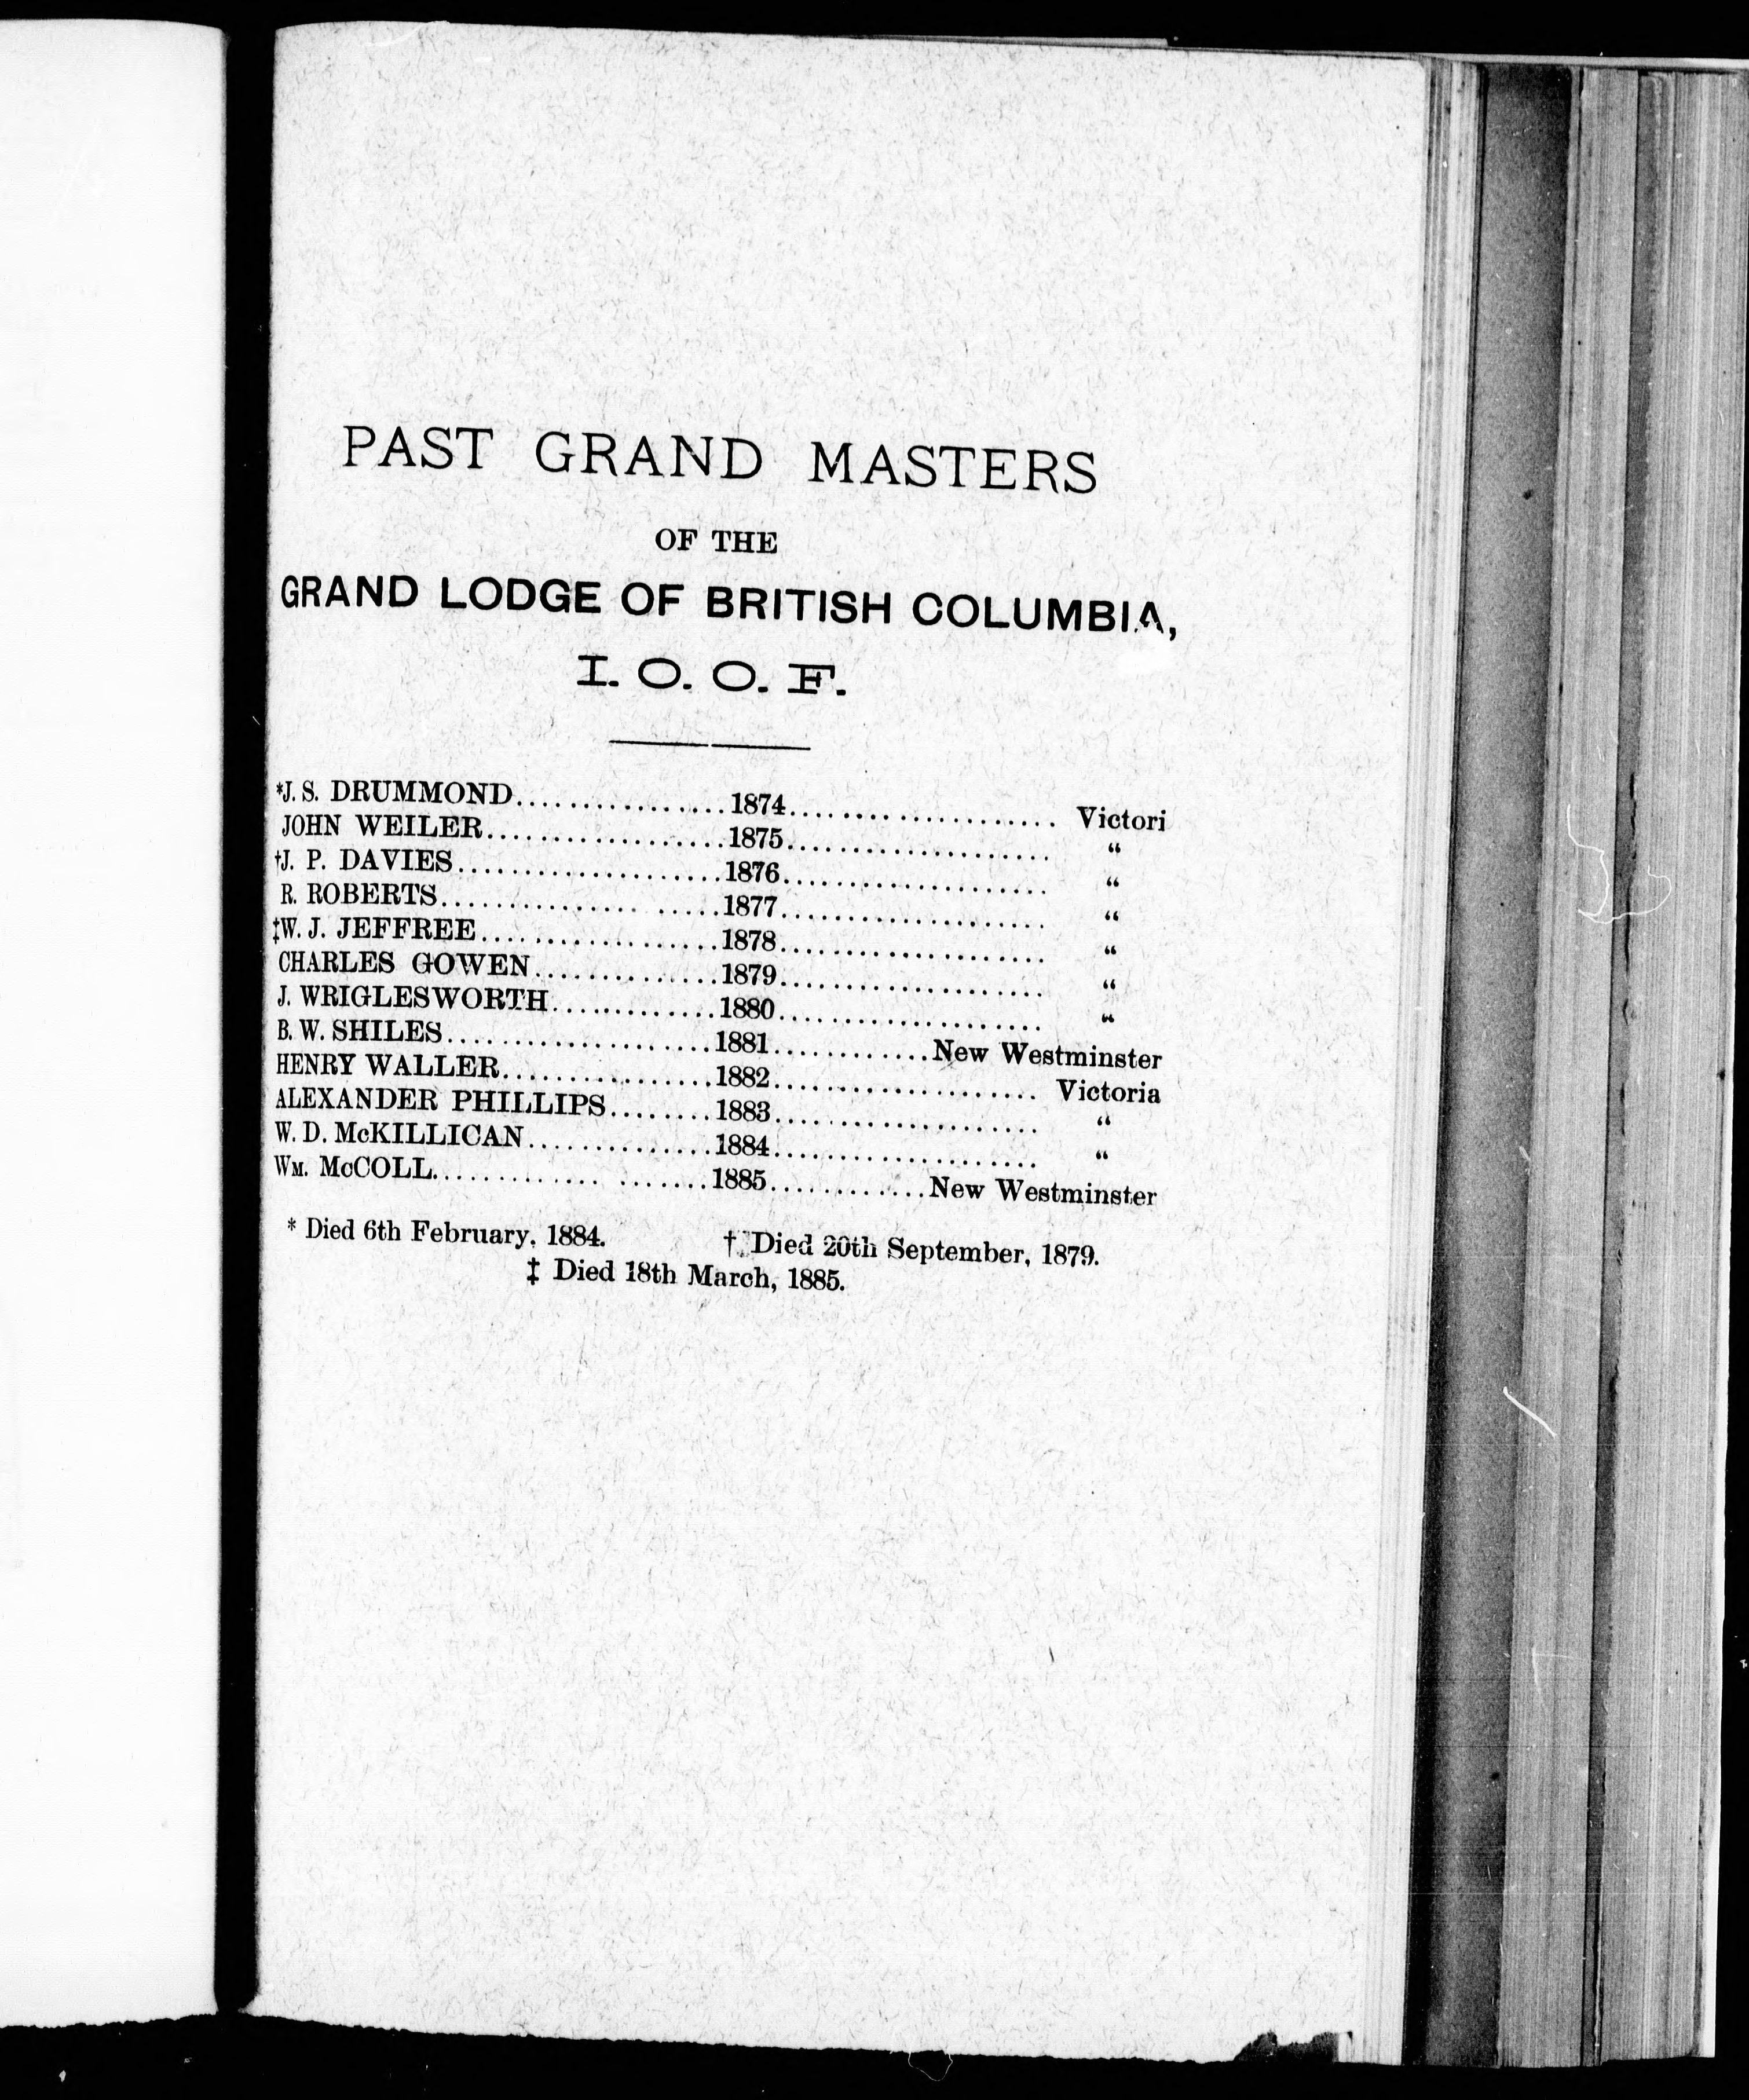 PAST GRAND MASTERS
OF THE
GRAND LODGE OF BRITISH COLUMBIA,
I. O. O. F.
*J. S. DRUMMOND................1874.................... Victori
JOHN WEILER....................1875.................... “
†J. P. DAVIES....................1876.................... “
R. ROBERTS....................1877.................... “
‡W. J. JEFFREE..................1878.................... “
CHARLES GOWEN..............1879.................... “
J. WRIGLESWORTH............1880.................... “
B. W. SHILES....................1881............New Westminster
HENRY WALLER................1882.................... Victoria
ALEXANDER PHILLIPS........1883.................... “
W. D. McKILLICAN..............1884.................... “
WM. McCOLL....................1885............New Westminster
* Died 6th February, 1884. † Died 20th September, 1879.
‡ Died 18th March, 1885.